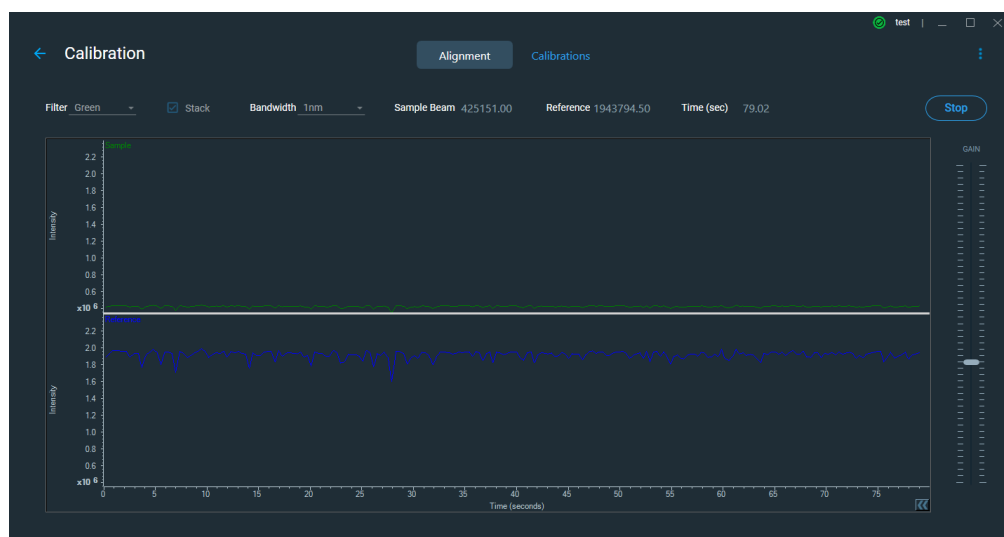 test
Calibration
Alignment
Calibrations
Filter Green
Stack
Bandwidth 1nm
Sample Beam 425151.00
Reference 1943794.50
Time (sec) 79.02
Stop
GAIN
Sample
2.2
2.0
1.8
1.6
1.4
1.2
1.0
0.8
0.6
x10 6
Intensity
2.2
2.0
1.8
1.6
1.4
1.2
1.0
0.8
0.6
x10 6
Intensity
0 5 10 15 20 25 30 35 40 45 50 55 60 65 70 75
Time (seconds)